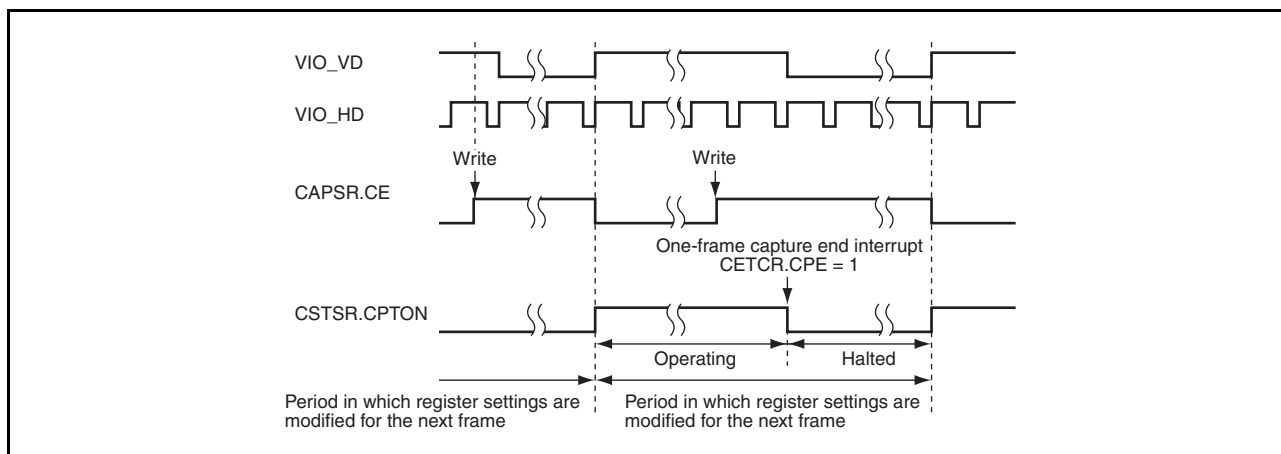 VIO_VD
VIO_HD
Write
Write
CAPSR.CE
One-frame capture end interrupt
CETCR.CPE = 1
CSTSR.CPTON
Operating
Halted
Period in which register settings are
modified for the next frame
Period in which register settings are
modified for the next frame